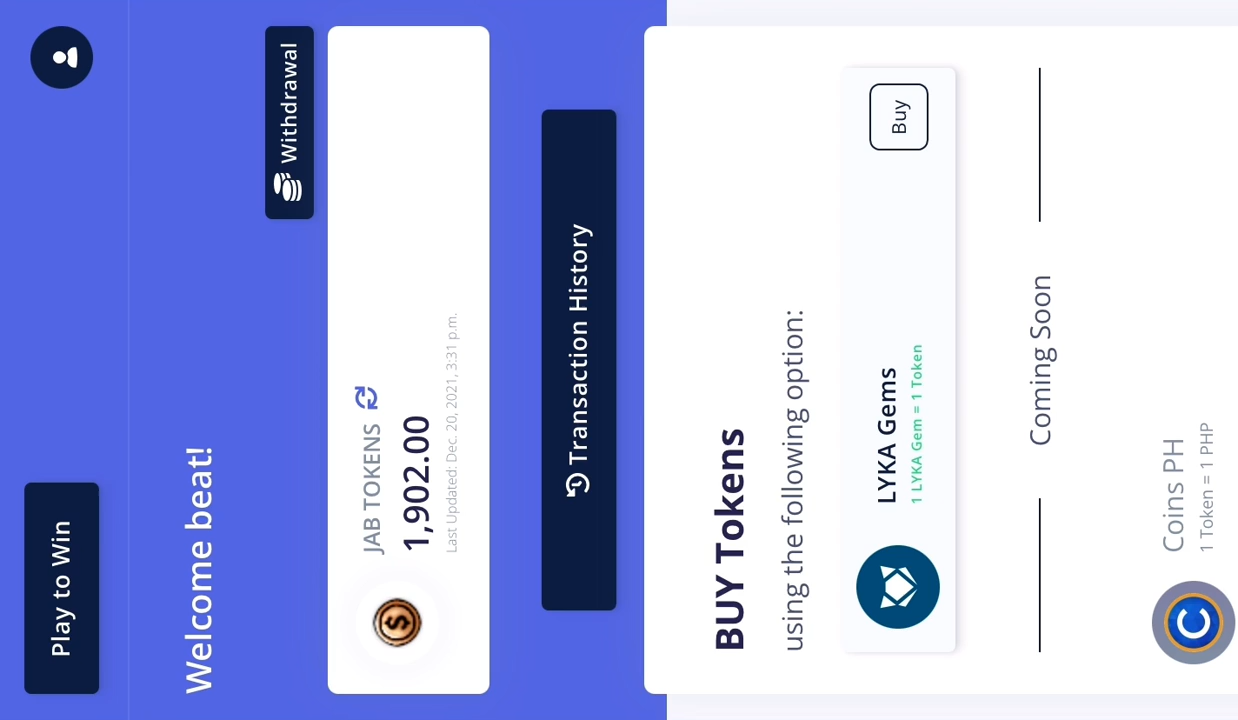 Play to Win
Welcome beat!
Withdrawal
JAB TOKENS
1,902.00
Last Updated: Dec. 20, 2021, 3:31 p.m.
Transaction History
BUY Tokens
using the following option:
LYKA Gems
1 LYKA Gem = 1 Token
Buy
Coming Soon
Coins PH
1 Token = 1 PHP